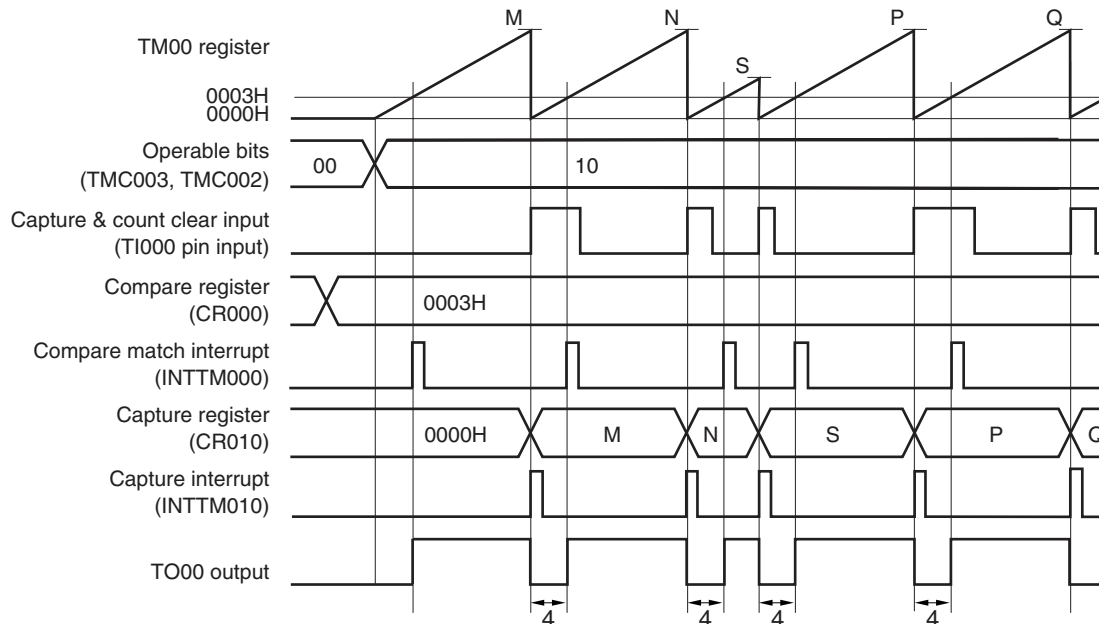 M N P Q
TM00 register
S
0003H
0000H
Operable bits
(TMC003, TMC002)
00 10
Capture & count clear input
(TI000 pin input)
Compare register
(CR000)
0003H
Compare match interrupt
(INTTM000)
Capture register
(CR010)
0000H M N S P Q
Capture interrupt
(INTTM010)
TO00 output
4 4 4 4